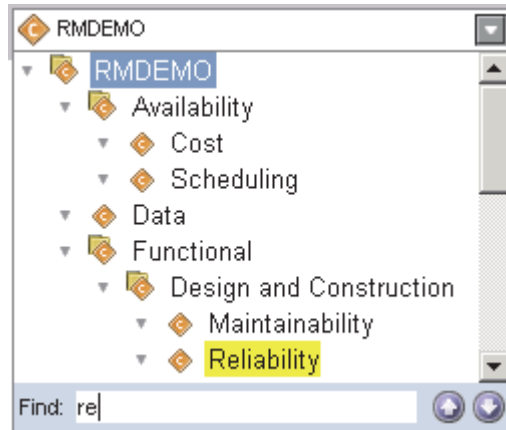 RMDEMO
RMDEMO
Availability
Cost
Scheduling
Data
Functional
Design and Construction
Maintainability
Reliability
Find: re